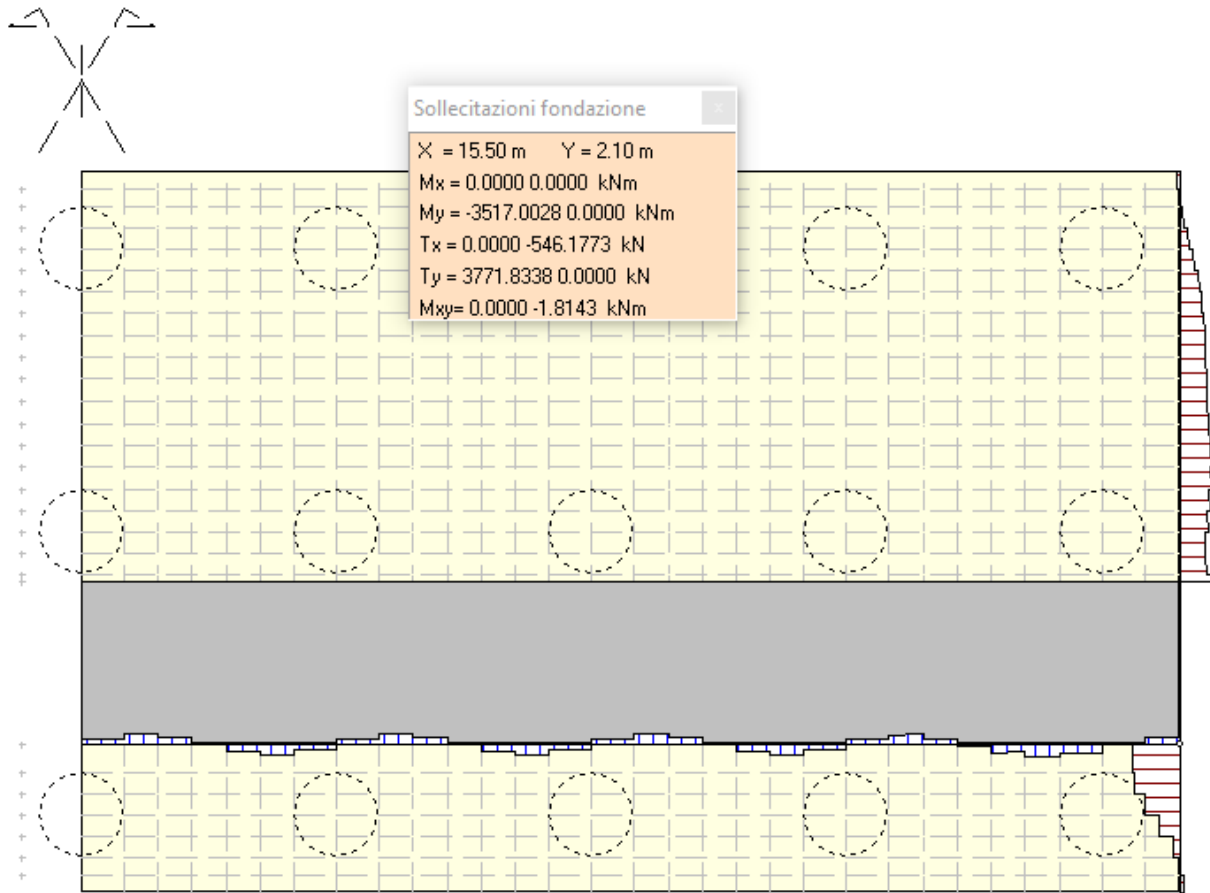 Sollecitazioni fondazione
X = 15.50 m Y = 2.10 m
Mx = 0.0000 0.0000 kNm
My = -3517.0028 0.0000 kNm
Tx = 0.0000 -546.1773 kN
Ty = 3771.8338 0.0000 kN
Mxy= 0.0000 -1.8143 kNm